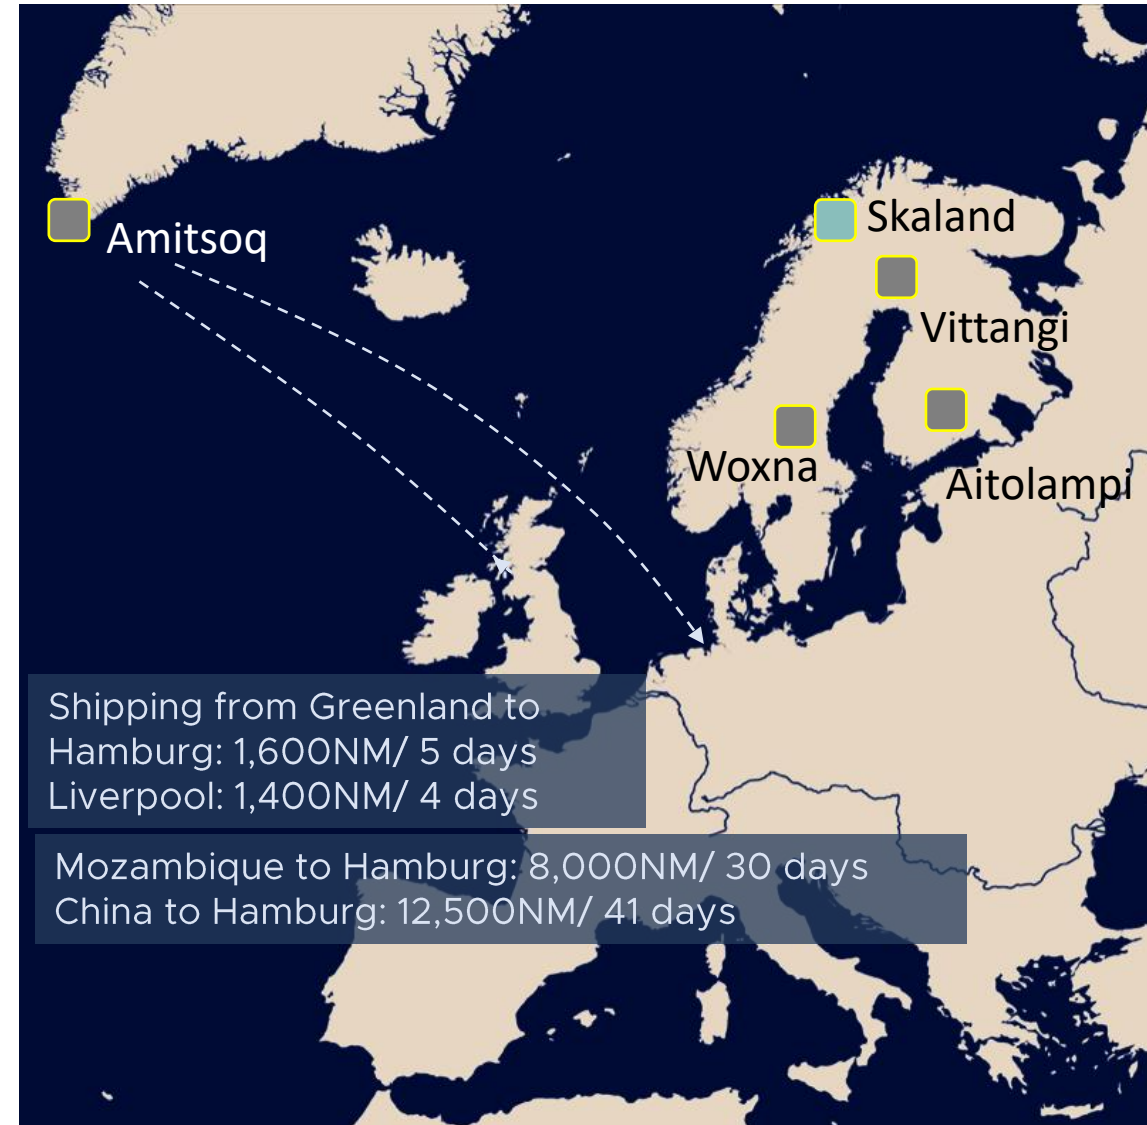 Amitsoq
Skaland
Vittangi
Woxna
Aitolampi
Shipping from Greenland to
Hamburg: 1,600NM/ 5 days
Liverpool: 1,400NM/ 4 days
Mozambique to Hamburg: 8,000NM/ 30 days
China to Hamburg: 12,500NM/ 41 days